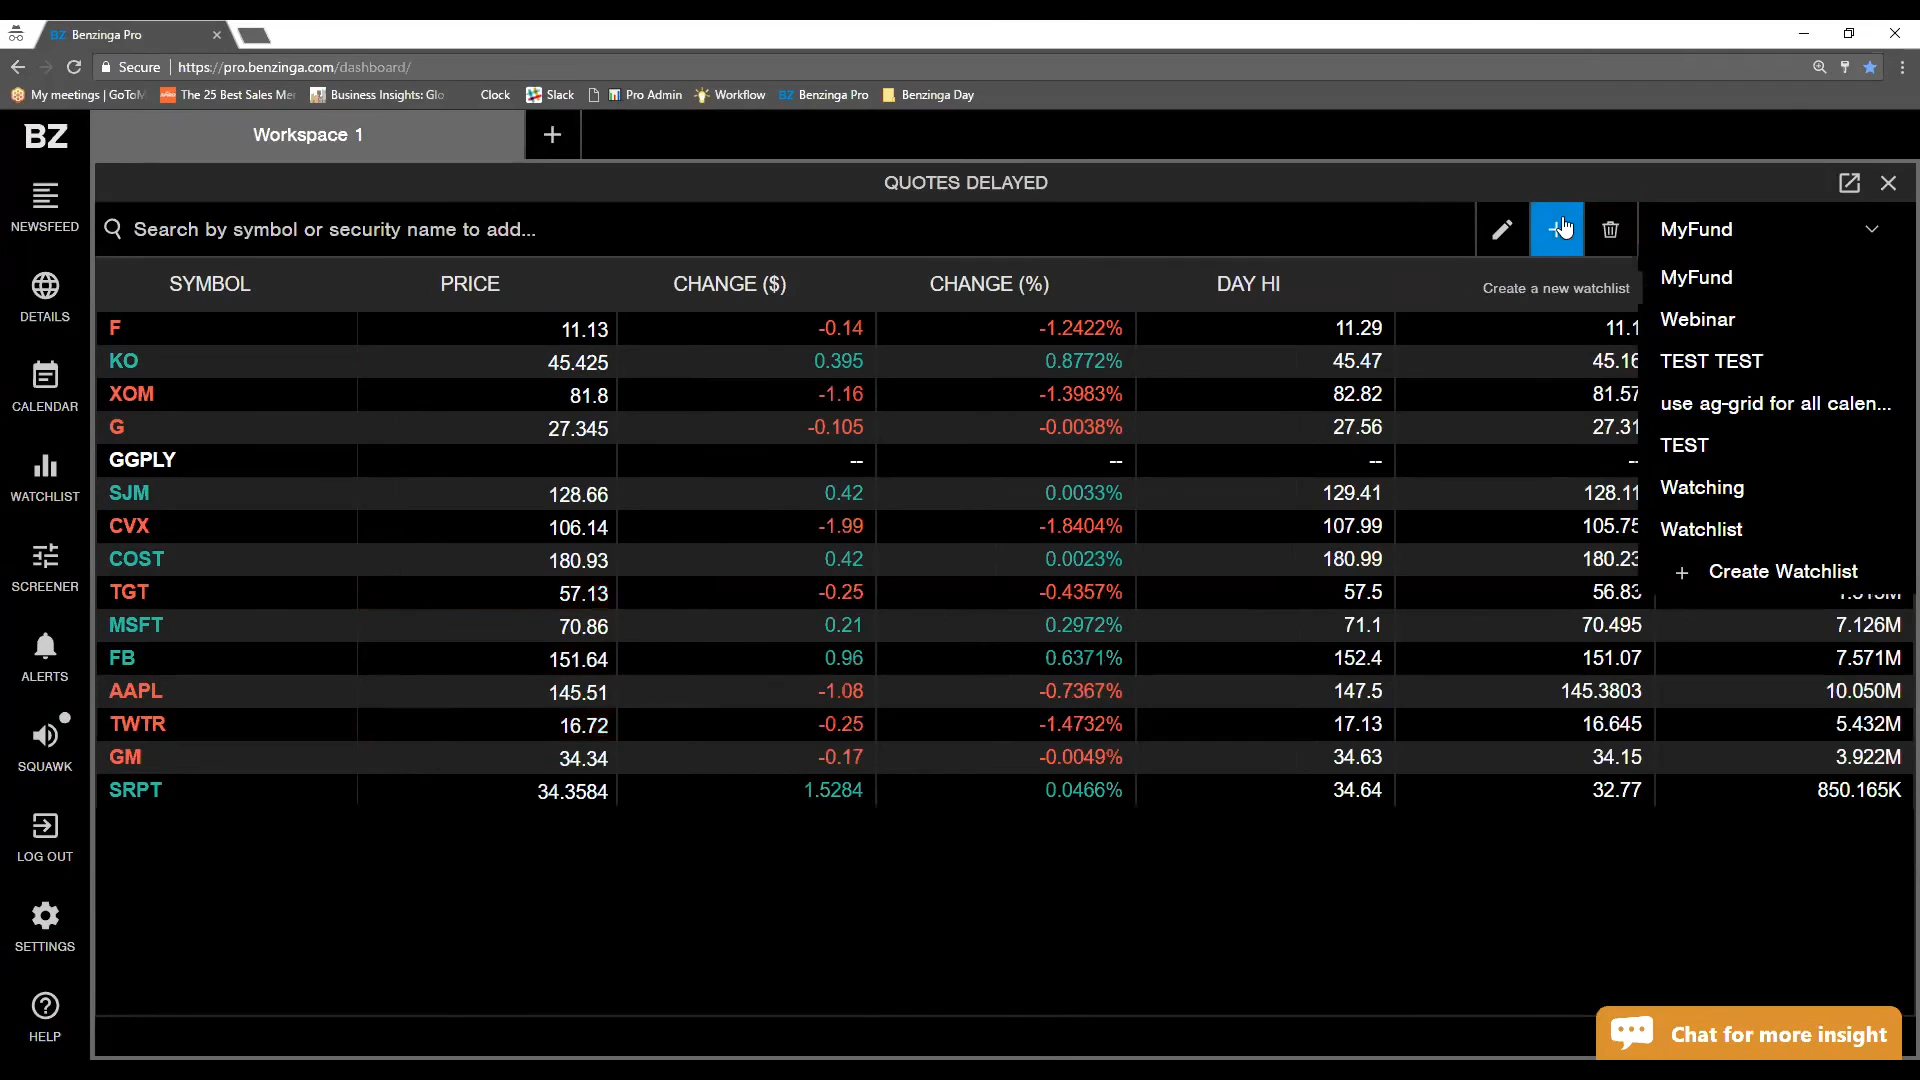 BZ Benzinga Pro
Secure https://pro.benzinga.com/dashboard/
My meetings | GoToM The 25 Best Sales Me Business Insights: Glo Clock Slack Pro Admin Workflow BZ Benzinga Pro Benzinga Day
BZ
Workspace 1
NEWSFEED
DETAILS
CALENDAR
WATCHLIST
SCREENER
ALERTS
SQUAWK
LOG OUT
SETTINGS
HELP
QUOTES DELAYED
Search by symbol or security name to add...
MyFund
SYMBOL PRICE CHANGE ($) CHANGE (%) DAY HI
Create a new watchlist
F 11.13 -0.14 -1.2422% 11.29 11.1
KO 45.425 0.395 0.8772% 45.47 45.16
XOM 81.8 -1.16 -1.3983% 82.82 81.57
G 27.345 -0.105 -0.0038% 27.56 27.31
GGPLY -- -- -- --
SJM 128.66 0.42 0.0033% 129.41 128.11
CVX 106.14 -1.99 -1.8404% 107.99 105.75
COST 180.93 0.42 0.0023% 180.99 180.23
TGT 57.13 -0.25 -0.4357% 57.5 56.83
MSFT 70.86 0.21 0.2972% 71.1 70.495 7.126M
FB 151.64 0.96 0.6371% 152.4 151.07 7.571M
AAPL 145.51 -1.08 -0.7367% 147.5 145.3803 10.050M
TWTR 16.72 -0.25 -1.4732% 17.13 16.645 5.432M
GM 34.34 -0.17 -0.0049% 34.63 34.15 3.922M
SRPT 34.3584 1.5284 0.0466% 34.64 32.77 850.165K
MyFund
Webinar
TEST TEST
use ag-grid for all calen...
TEST
Watching
Watchlist
+ Create Watchlist
Chat for more insight